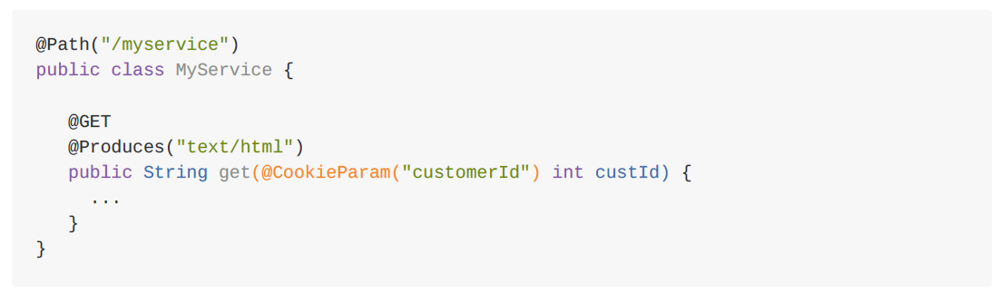 @Path("/myservice")
public class MyService {
@GET
@Produces("text/html")
public String get(@CookieParam("customerId") int custId) {
...
}
}